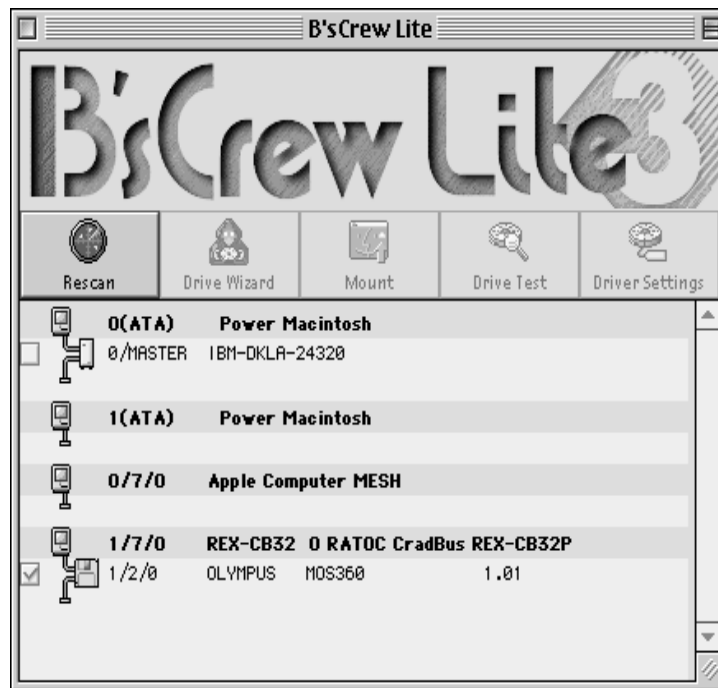 B'sCrew Lite
B'sCrew Lite 3
Rescan Drive Wizard Mount Drive Test Driver Settings
0(ATA) Power Macintosh
0/MASTER IBM-DKLA-24320
1(ATA) Power Macintosh
0/7/0 Apple Computer MESH
1/7/0 REX-CB32 0 RATOC CradBus REX-CB32P
1/2/0 OLYMPUS MOS360 1.01